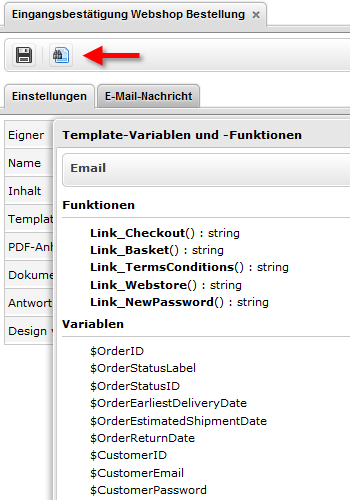 Eingangsbestätigung Webshop Bestellung
Einstellungen E-Mail-Nachricht
Eigner
Name
Inhalt
Templat
PDF-Anh
Dokume
Antwort
Design v
Template-Variablen und -Funktionen
Email
Funktionen
Link_Checkout() : string
Link_Basket() : string
Link_TermsConditions() : string
Link_Webstore() : string
Link_NewPassword() : string
Variablen
$OrderID
$OrderStatusLabel
$OrderStatusID
$OrderEarliestDeliveryDate
$OrderEstimatedShipmentDate
$OrderReturnDate
$CustomerID
$CustomerEmail
$CustomerPassword